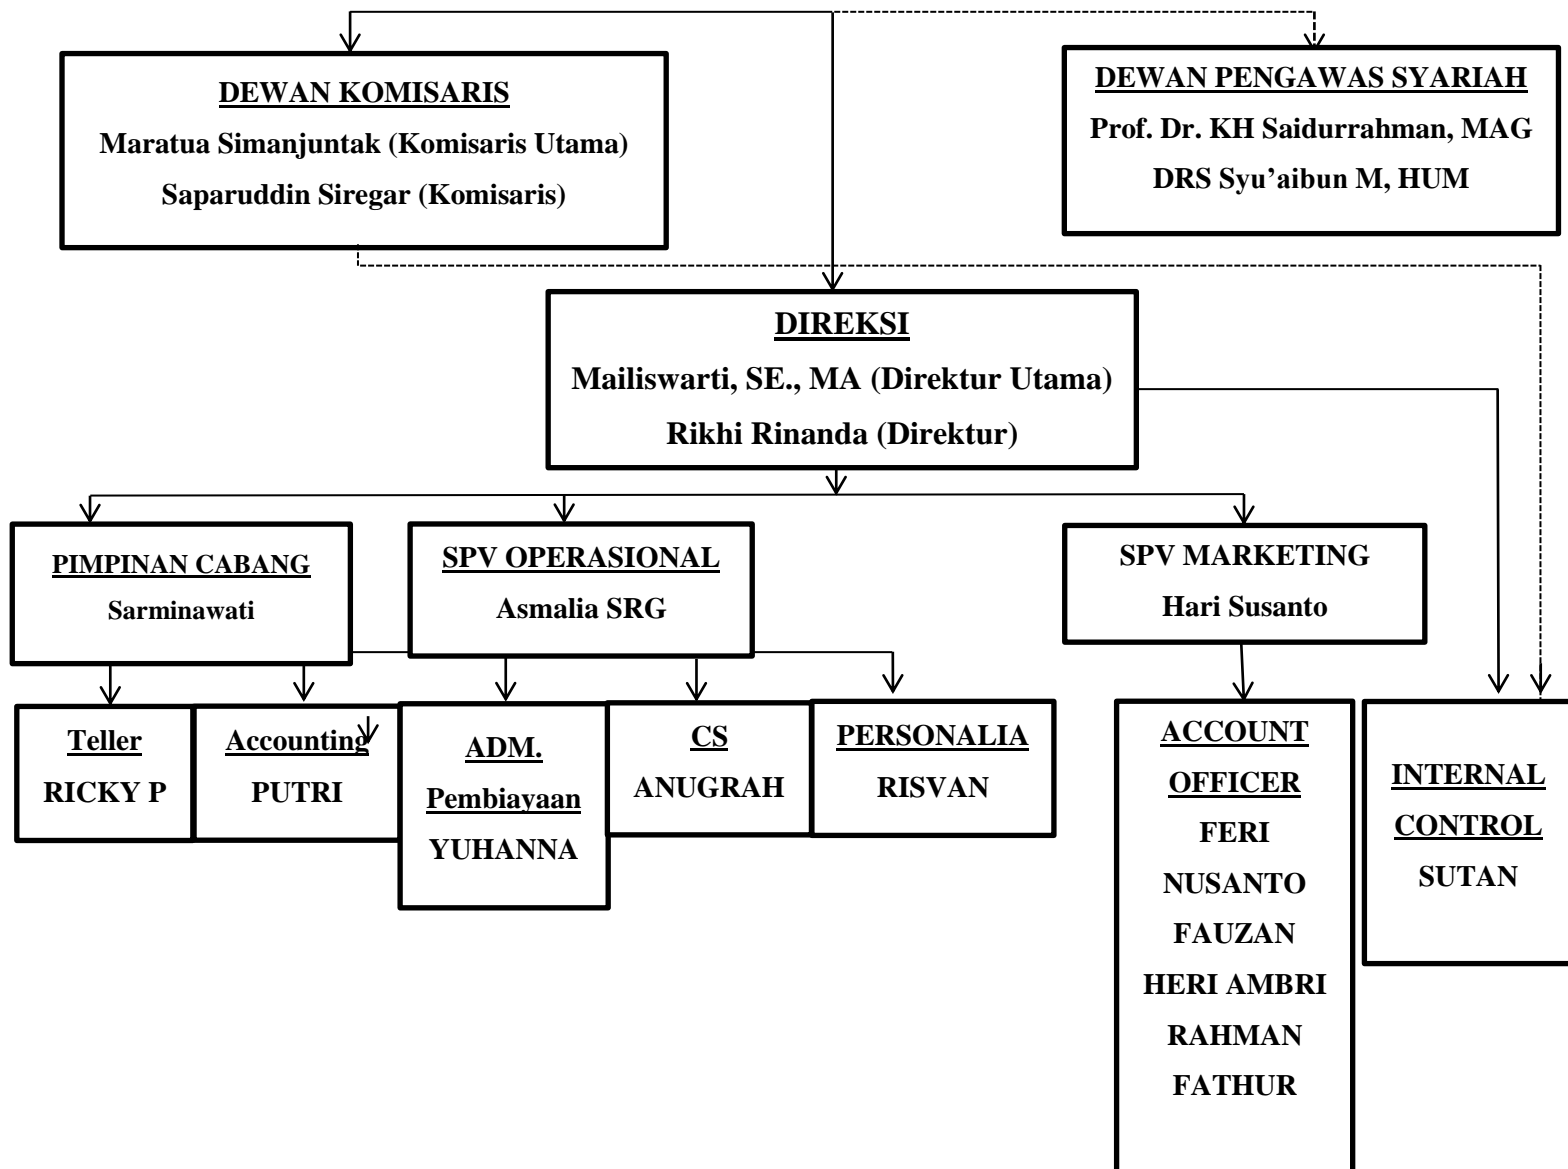 DEWAN KOMISARIS
Maratua Simanjuntak (Komisaris Utama)
Saparuddin Siregar (Komisaris)
DEWAN PENGAWAS SYARIAH
Prof. Dr. KH Saidurrahman, MAG
DRS Syu’aibun M, HUM
DIREKSI
Mailiswarti, SE., MA (Direktur Utama)
Rikhi Rinanda (Direktur)
PIMPINAN CABANG
Sarminawati
SPV OPERASIONAL
Asmalia SRG
SPV MARKETING
Hari Susanto
Teller
RICKY P
Accounting
PUTRI
ADM.
Pembiayaan
YUHANNA
CS
ANUGRAH
PERSONALIA
RISVAN
ACCOUNT
OFFICER
FERI
NUSANTO
FAUZAN
HERI AMBRI
RAHMAN
FATHUR
INTERNAL
CONTROL
SUTAN